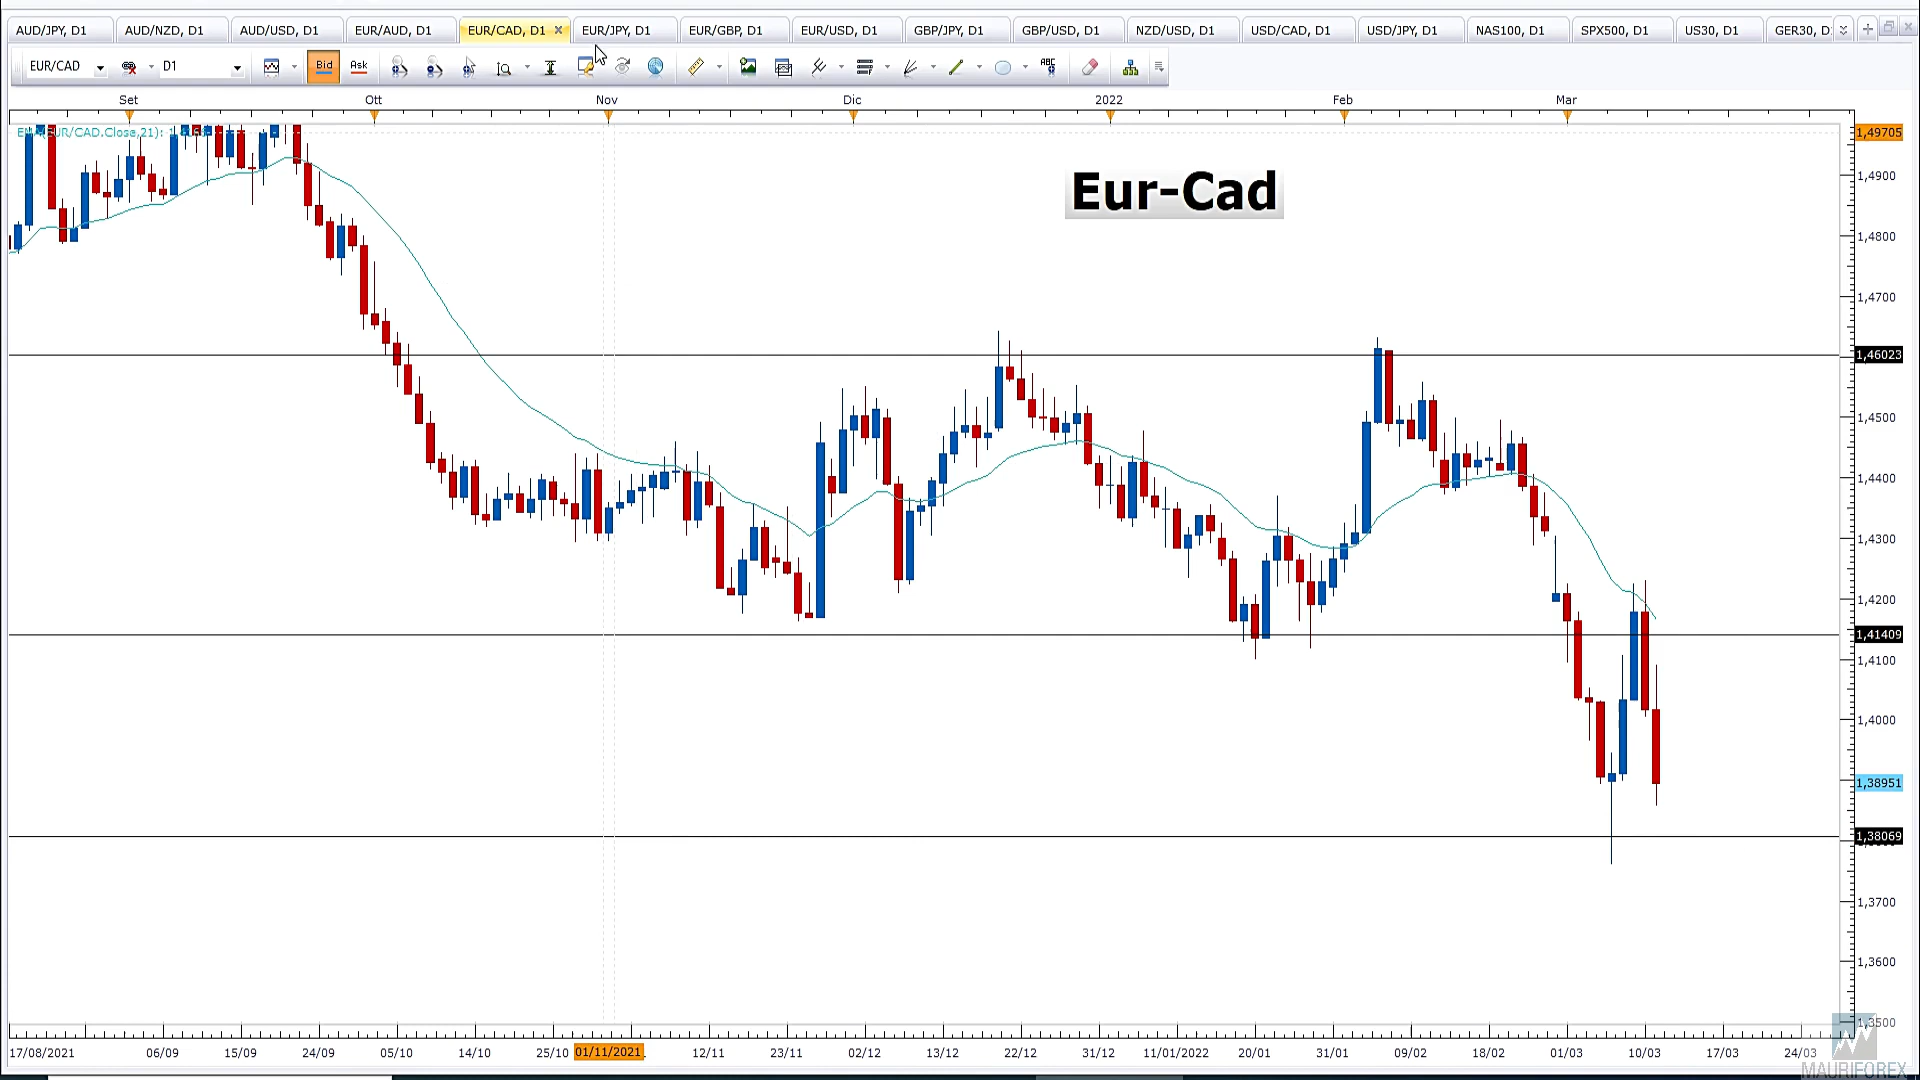 AUD/JPY, D1 AUD/NZD, D1 AUD/USD, D1 EUR/AUD, D1 EUR/CAD, D1 EUR/JPY, D1 EUR/GBP, D1 EUR/USD, D1 GBP/JPY, D1 GBP/USD, D1 NZD/USD, D1 USD/CAD, D1 USD/JPY, D1 NAS100, D1 SPX500, D1 US30, D1 GER30, D
EUR/CAD D1 Bid Ask ABC
Set Ott Nov Dic 2022 Feb Mar
(EUR/CAD.Close,21):
1,49705
Eur-Cad
1,4900
1,4800
1,4700
1,46023
1,4500
1,4400
1,4300
1,4200
1,41409
1,4100
1,4000
1,38951
1,38069
1,3700
1,3600
1,3500
17/08/2021 06/09 15/09 24/09 05/10 14/10 25/10 01/11/2021 12/11 23/11 02/12 13/12 22/12 31/12 11/01/2022 20/01 31/01 09/02 18/02 01/03 10/03 17/03 24/03
MAURIFOREX